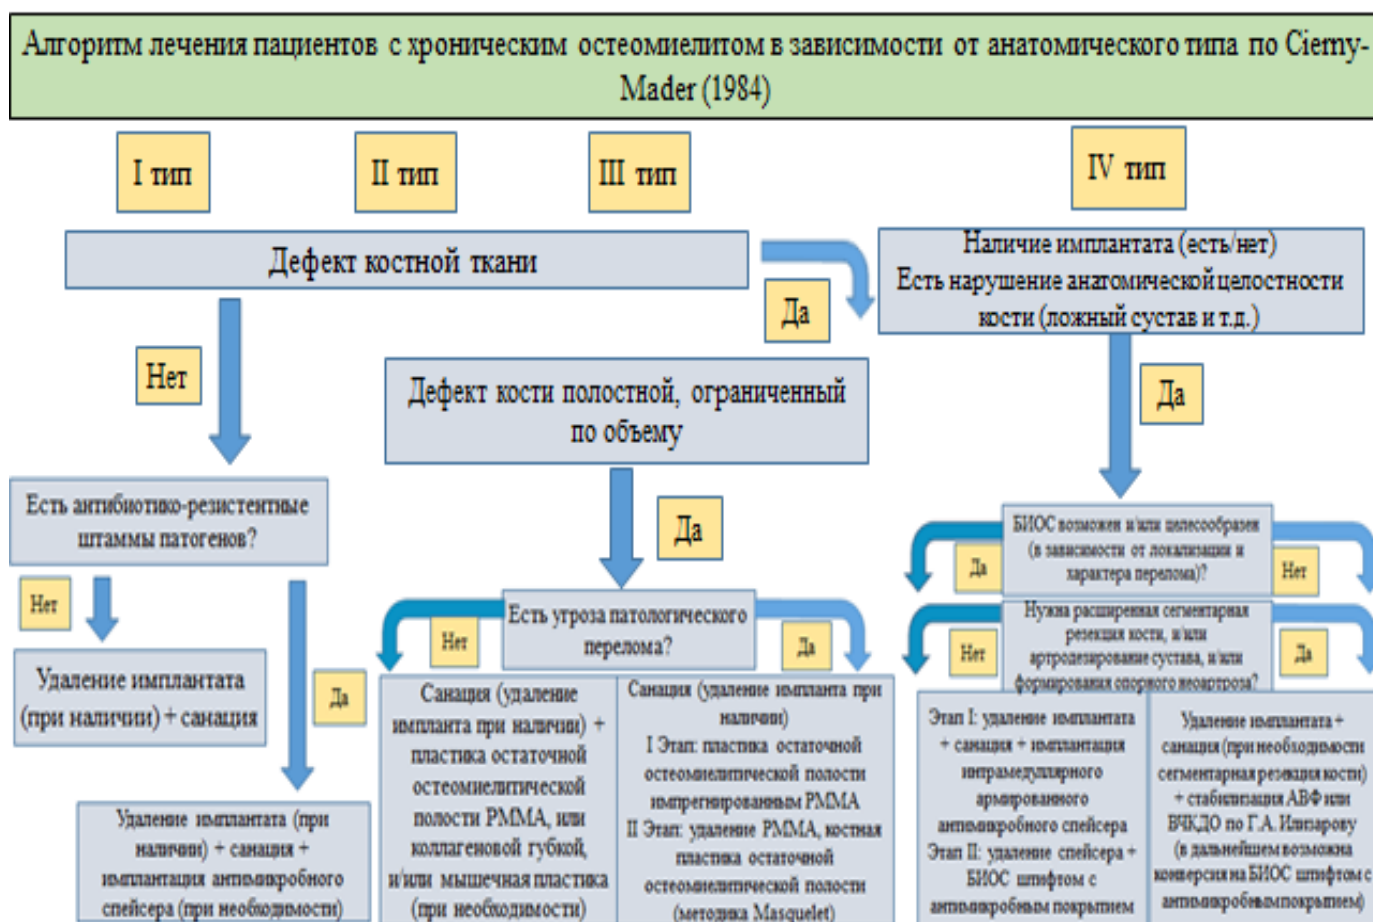 Алгоритм лечения пациентов с хроническим остеомиелитом в зависимости от анатомического типа по Cierny-
Mader (1984)
I тип
II тип
III тип
IV тип
Дефект костной ткани
Да
Наличие имплантата (есть/нет)
Есть нарушение анатомической целостности
кости (ложный сустав и т.д.)
Нет
Дефект кости полостной, ограниченный
по объему
Да
Есть антибиотико-резистентные
штаммы патогенов?
Да
БИОС возможен и/или целесообразен
(в зависимости от локализации и
характера перелома)?
Да
Нет
Нет
Есть угроза патологического
перелома?
Нет
Да
Нужна расширенная сегментарная
резекция кости, и/или
артродезирование сустава, и/или
формирования опорного неоартроза?
Нет
Да
Удаление имплантата
(при наличии) + санация
Да
Удаление имплантата (при
наличии) + санация +
имплантация антимикробного
спейсера (при необходимости)
Санация (удаление
импланта при наличии) +
пластика остаточной
остеомиелитической
полости PMMA, или
коллагеновой губкой,
и/или мышечная пластика
(при необходимости)
Санация (удаление импланта при
наличии)
I Этап: пластика остаточной
остеомиелитической полости
импрегнированным PMMA
II Этап: удаление PMMA, костная
пластика остаточной
остеомиелитической полости
(методика Masquelet)
Этап I: удаление имплантата
+ санация + имплантация
интрамедуллярного
армированного
антимикробного спейсера
Этап II: удаление спейсера +
БИОС штифтом с
антимикробным покрытием
Удаление имплантата +
санация (при необходимости
сегментарная резекция кости)
+ стабилизация АВФ или
ВЧКДО по Г.А. Илизарову
(в дальнейшем возможна
конверсия на БИОС штифтом с
антимикробным покрытием)